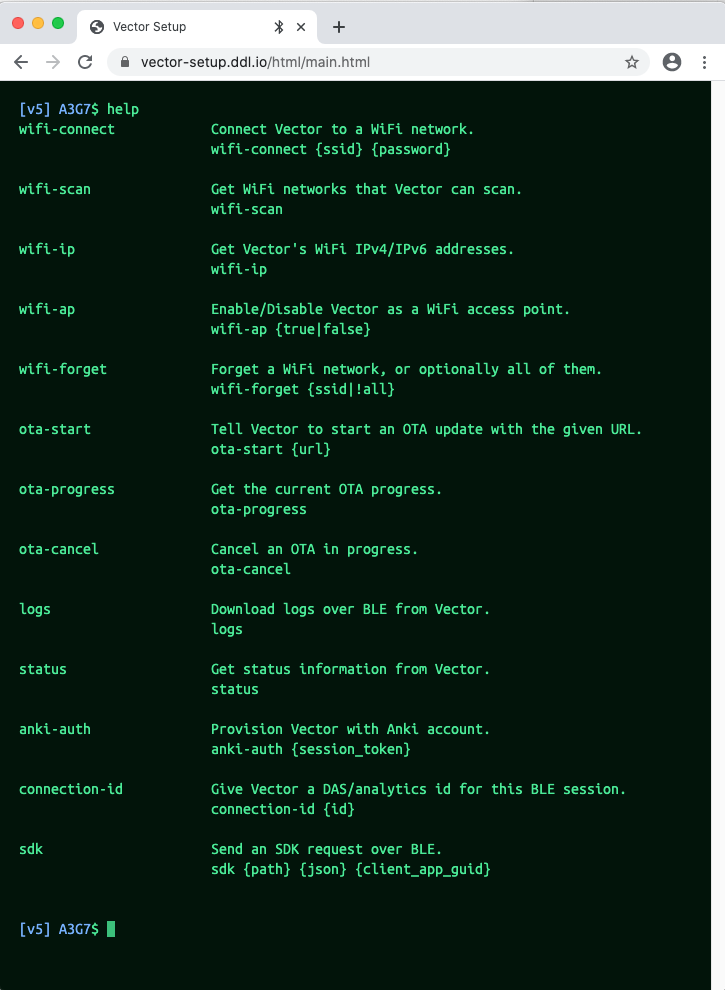 Vector Setup
vector-setup.ddl.io/html/main.html
[v5] A3G7$ help
wifi-connect Connect Vector to a WiFi network.
wifi-connect {ssid} {password}
wifi-scan Get WiFi networks that Vector can scan.
wifi-scan
wifi-ip Get Vector's WiFi IPv4/IPv6 addresses.
wifi-ip
wifi-ap Enable/Disable Vector as a WiFi access point.
wifi-ap {true|false}
wifi-forget Forget a WiFi network, or optionally all of them.
wifi-forget {ssid|!all}
ota-start Tell Vector to start an OTA update with the given URL.
ota-start {url}
ota-progress Get the current OTA progress.
ota-progress
ota-cancel Cancel an OTA in progress.
ota-cancel
logs Download logs over BLE from Vector.
logs
status Get status information from Vector.
status
anki-auth Provision Vector with Anki account.
anki-auth {session_token}
connection-id Give Vector a DAS/analytics id for this BLE session.
connection-id {id}
sdk Send an SDK request over BLE.
sdk {path} {json} {client_app_guid}
[v5] A3G7$